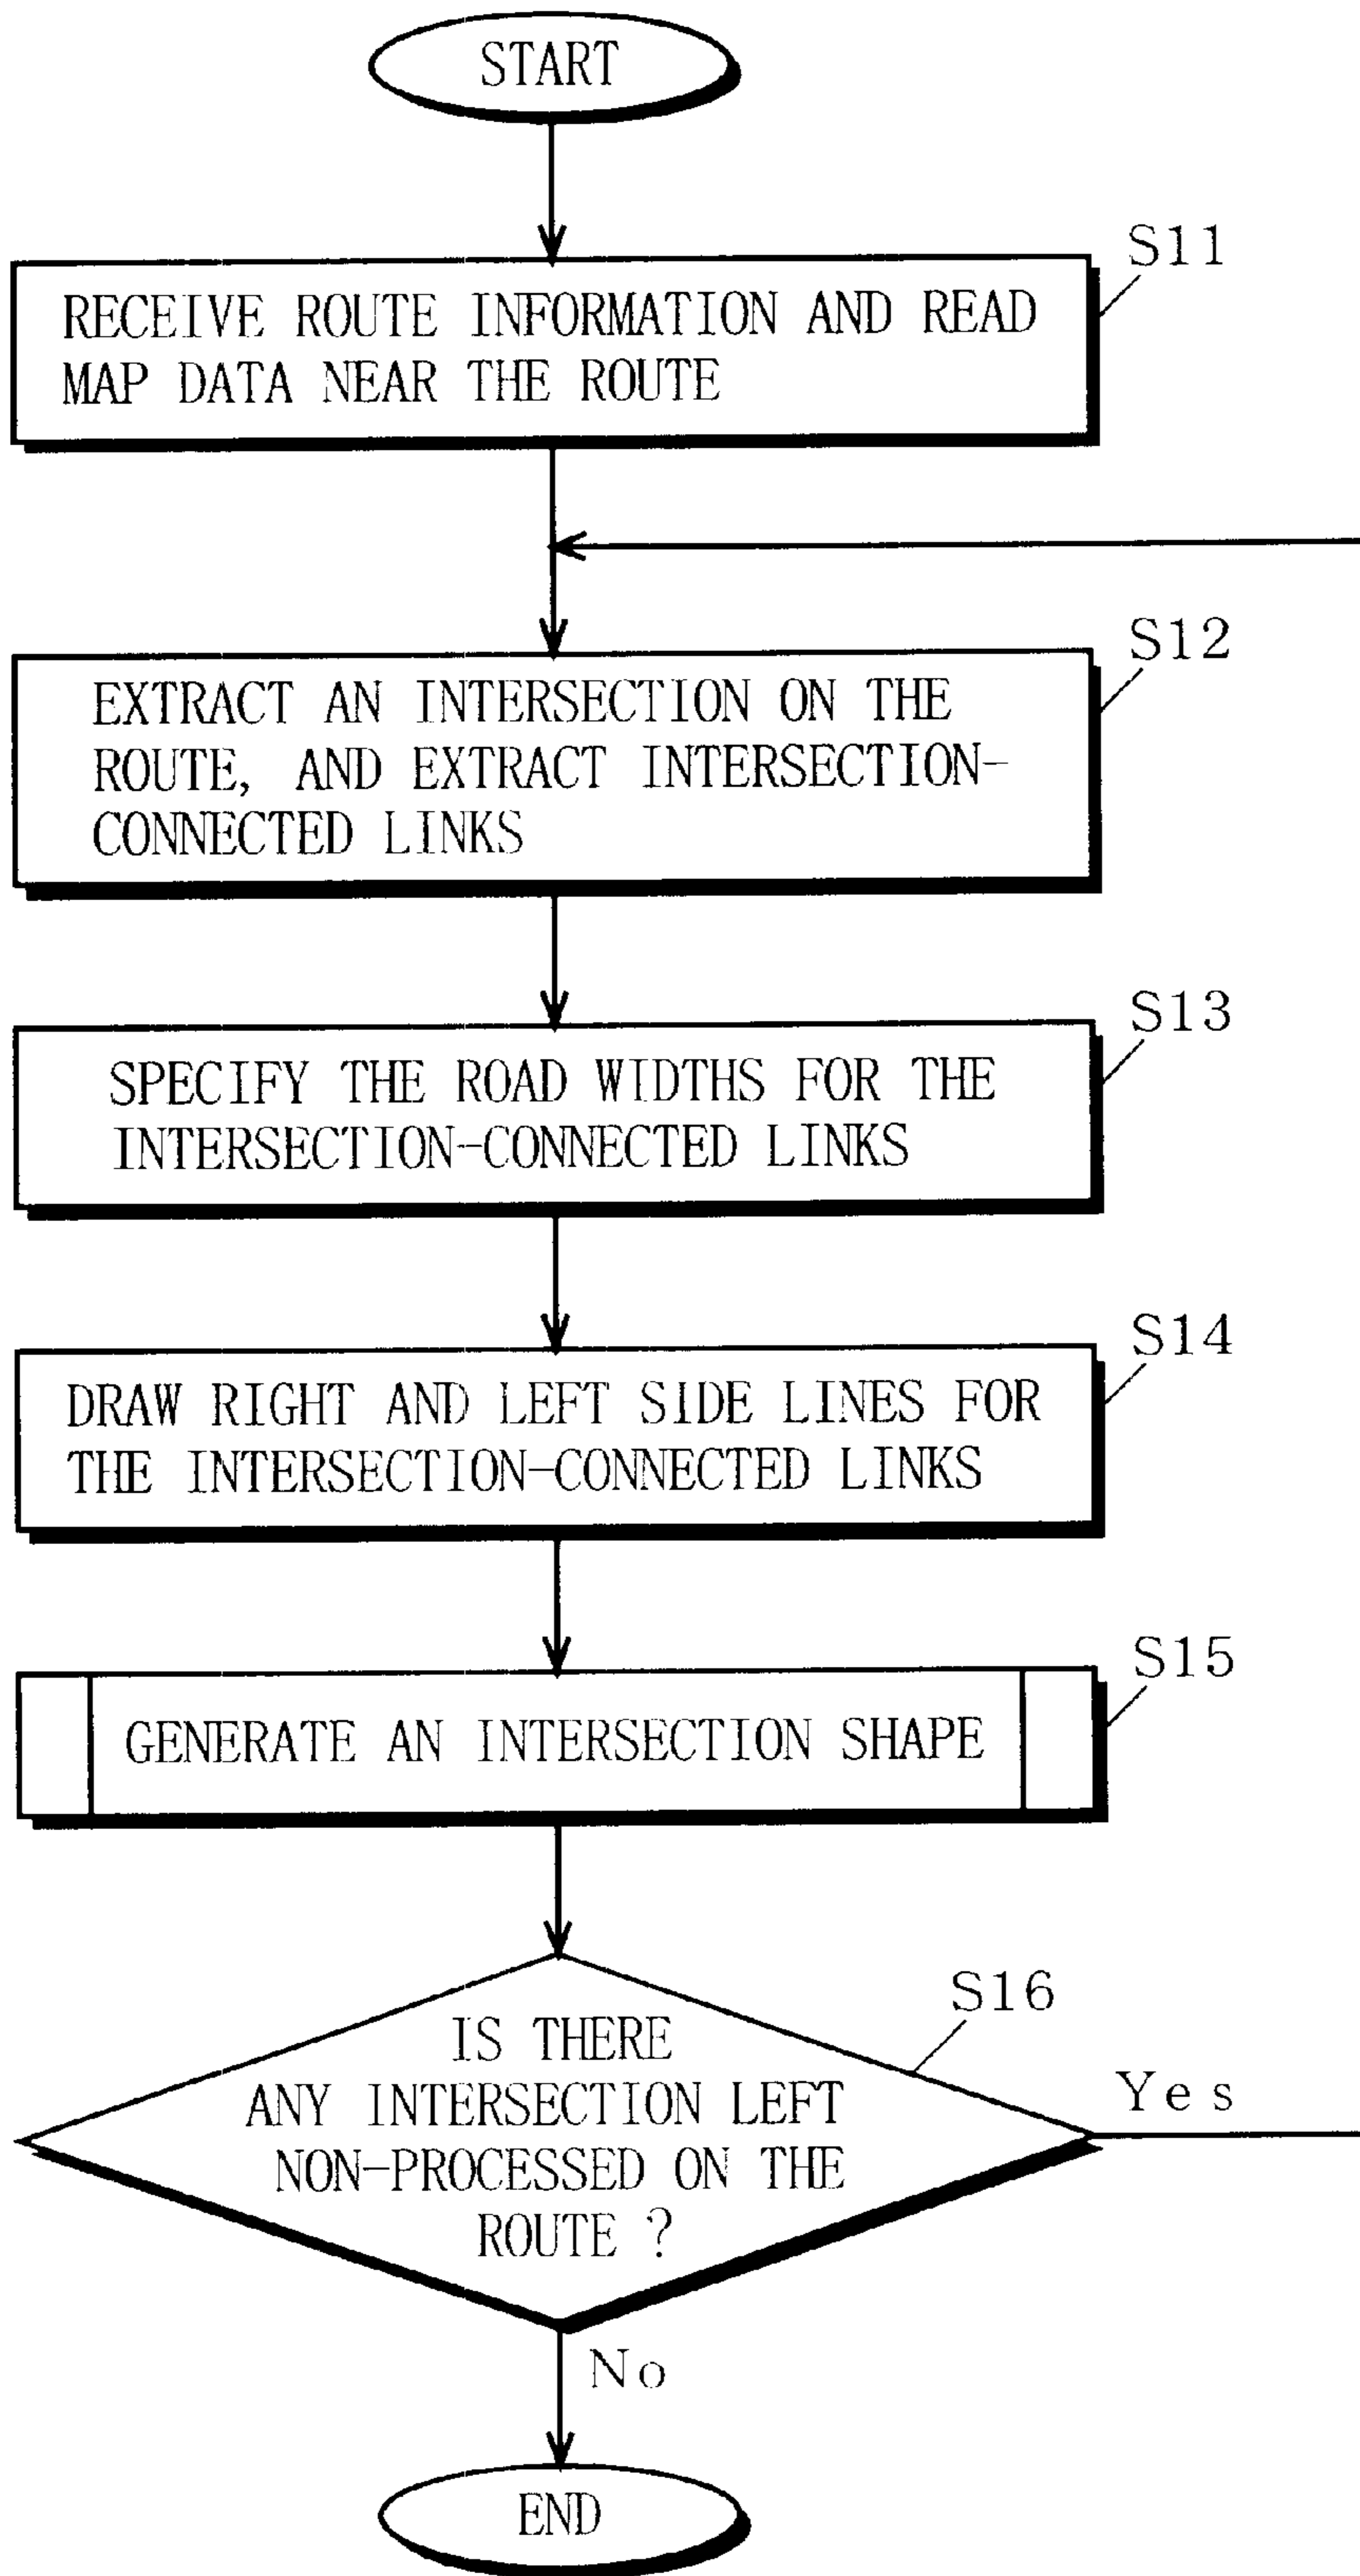 START
S11
RECEIVE ROUTE INFORMATION AND READ
MAP DATA NEAR THE ROUTE
S12
EXTRACT AN INTERSECTION ON THE
ROUTE, AND EXTRACT INTERSECTION-
CONNECTED LINKS
S13
SPECIFY THE ROAD WIDTHS FOR THE
INTERSECTION-CONNECTED LINKS
S14
DRAW RIGHT AND LEFT SIDE LINES FOR
THE INTERSECTION-CONNECTED LINKS
S15
GENERATE AN INTERSECTION SHAPE
S16
IS THERE
ANY INTERSECTION LEFT
NON-PROCESSED ON THE
ROUTE ?
Yes
No
END